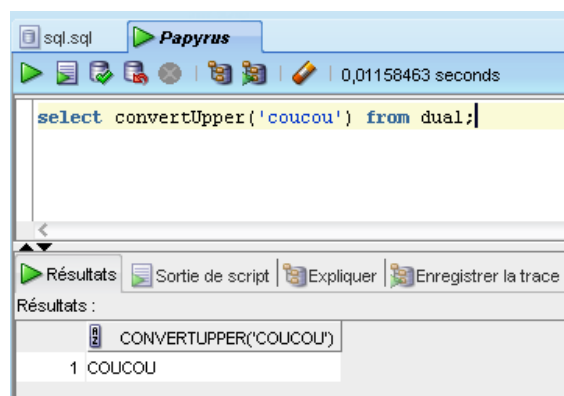 sql.sql Papyrus
0,01158463 seconds
select convertUpper('coucou') from dual;
Résultats Sortie de script Expliquer Enregistrer la trace
Résultats :
CONVERTUPPER('COUCOU')
1 COUCOU